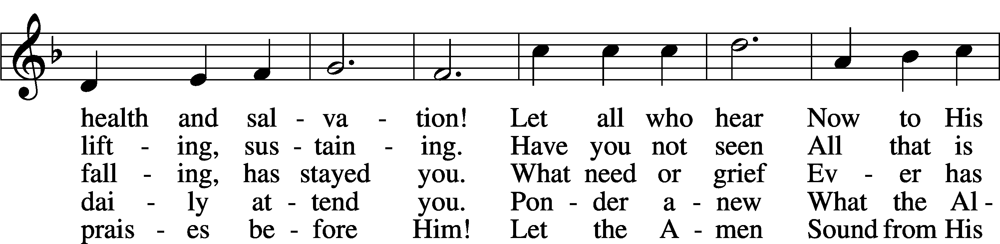 health and sal - va - tion! Let all who hear Now to His
lift - ing, sus - tain - ing. Have you not seen All that is
fall - ing, has stayed you. What need or grief Ev - er has
dai - ly at - tend you. Pon - der a - new What the Al -
prais - es be - fore Him! Let the A - men Sound from His